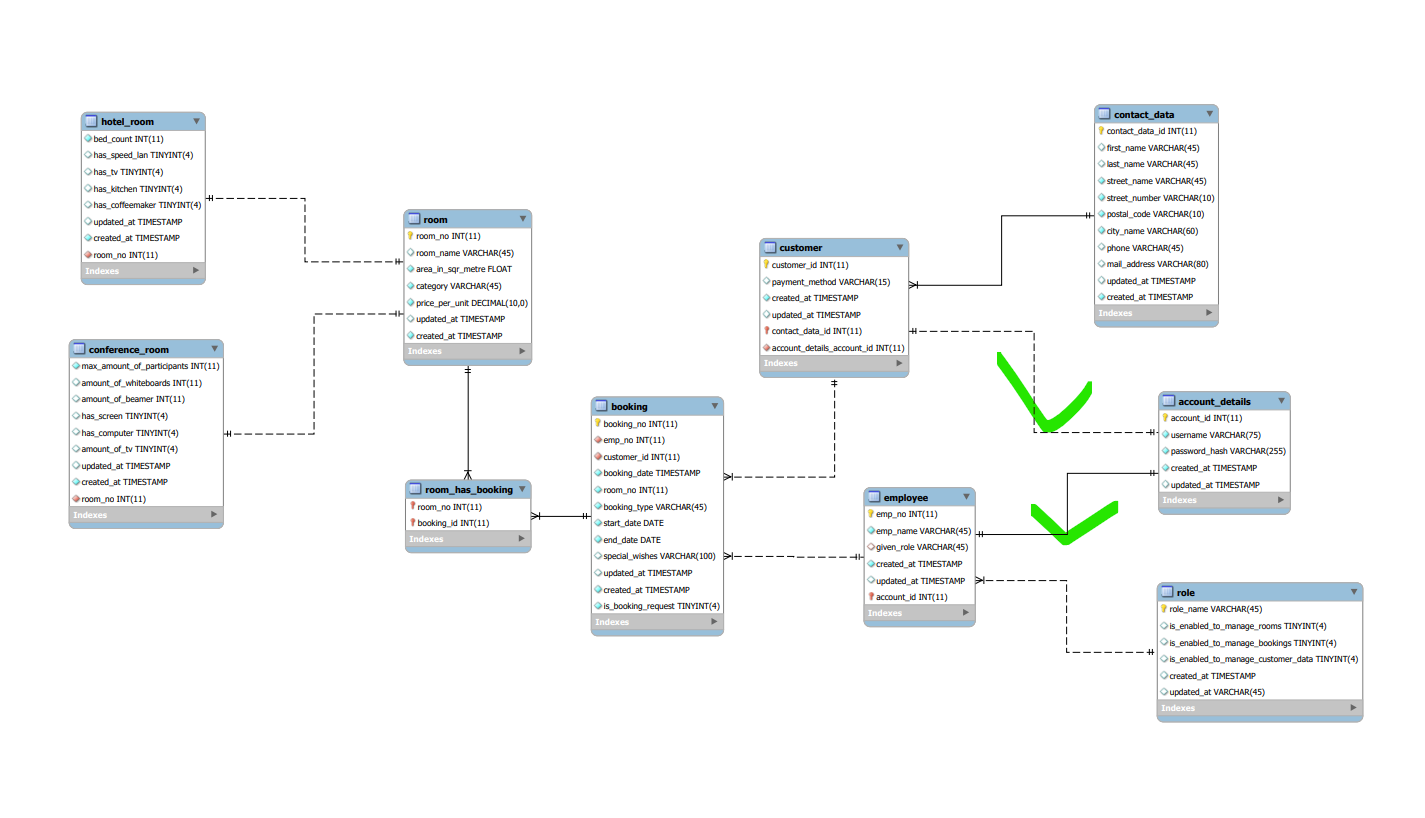 hotel_room
bed_count INT(11)
has_speed_lan TINYINT(4)
has_tv TINYINT(4)
has_kitchen TINYINT(4)
has_coffeemaker TINYINT(4)
updated_at TIMESTAMP
created_at TIMESTAMP
room_no INT(11)
Indexes
conference_room
max_amount_of_participants INT(11)
amount_of_whiteboards INT(11)
amount_of_beamer INT(11)
has_screen TINYINT(4)
has_computer TINYINT(4)
amount_of_tv TINYINT(4)
updated_at TIMESTAMP
created_at TIMESTAMP
room_no INT(11)
Indexes
room
room_no INT(11)
room_name VARCHAR(45)
area_in_sqr_metre FLOAT
category VARCHAR(45)
price_per_unit DECIMAL(10,0)
updated_at TIMESTAMP
created_at TIMESTAMP
Indexes
room_has_booking
room_no INT(11)
booking_id INT(11)
Indexes
booking
booking_no INT(11)
emp_no INT(11)
customer_id INT(11)
booking_date TIMESTAMP
room_no INT(11)
booking_type VARCHAR(45)
start_date DATE
end_date DATE
special_wishes VARCHAR(100)
updated_at TIMESTAMP
created_at TIMESTAMP
is_booking_request TINYINT(4)
Indexes
customer
customer_id INT(11)
payment_method VARCHAR(15)
created_at TIMESTAMP
updated_at TIMESTAMP
contact_data_id INT(11)
account_details_account_id INT(11)
Indexes
employee
emp_no INT(11)
emp_name VARCHAR(45)
given_role VARCHAR(45)
created_at TIMESTAMP
updated_at TIMESTAMP
account_id INT(11)
Indexes
contact_data
contact_data_id INT(11)
first_name VARCHAR(45)
last_name VARCHAR(45)
street_name VARCHAR(45)
street_number VARCHAR(10)
postal_code VARCHAR(10)
city_name VARCHAR(60)
phone VARCHAR(45)
mail_address VARCHAR(80)
updated_at TIMESTAMP
created_at TIMESTAMP
Indexes
account_details
account_id INT(11)
username VARCHAR(75)
password_hash VARCHAR(255)
created_at TIMESTAMP
updated_at TIMESTAMP
Indexes
role
role_name VARCHAR(45)
is_enabled_to_manage_rooms TINYINT(4)
is_enabled_to_manage_bookings TINYINT(4)
is_enabled_to_manage_customer_data TINYINT(4)
created_at TIMESTAMP
updated_at VARCHAR(45)
Indexes